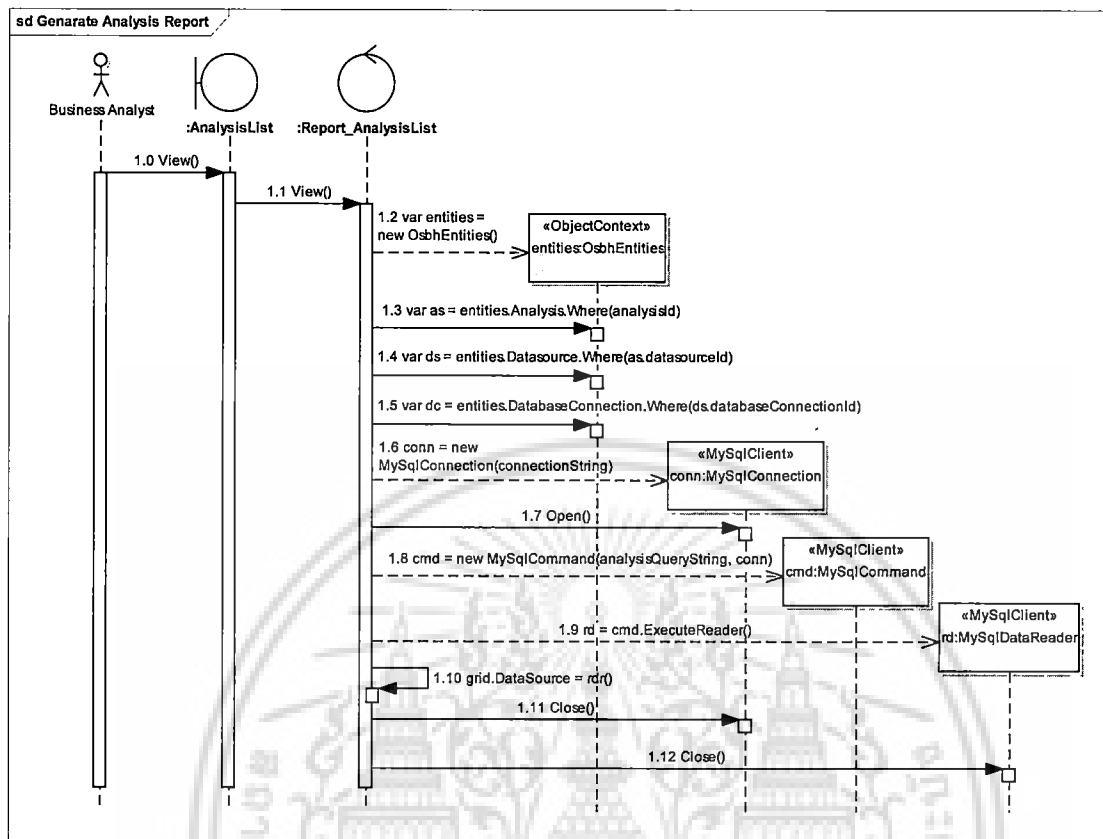 sd Genarate Analysis Report
Business Analyst
:AnalysisList
:Report_AnalysisList
1.0 View()
1.1 View()
1.2 var entities =
new OsbhEntities()
«ObjectContext»
entities:OsbhEntities
1.3 var as = entities.Analysis.Where(analysisId)
1.4 var ds = entities.Datasource.Where(as.datasourceId)
1.5 var dc = entities.DatabaseConnection.Where(ds.databaseConnectionId)
1.6 conn = new
MySqlConnection(connectionString)
«MySqlClient»
conn:MySqlConnection
1.7 Open()
1.8 cmd = new MySqlCommand(analysisQueryString, conn)
«MySqlClient»
cmd:MySqlCommand
1.9 rd = cmd.ExecuteReader()
«MySqlClient»
rd:MySqlDataReader
1.10 grid.DataSource = rdr()
1.11 Close()
1.12 Close()